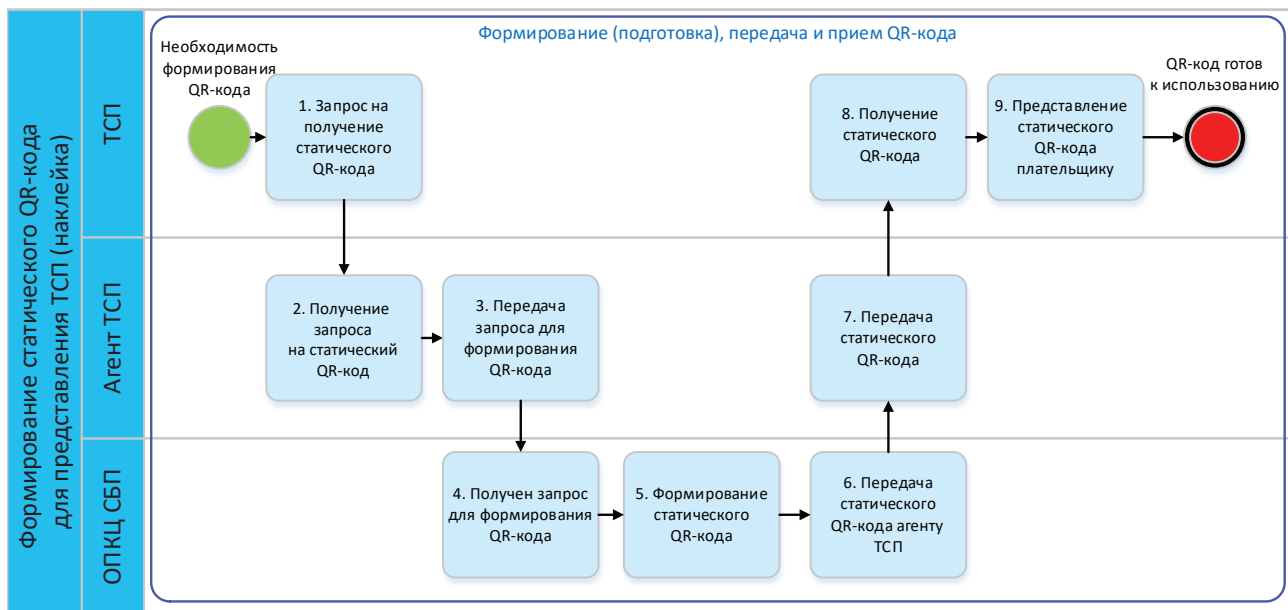 Формирование статического QR-кода
для представления ТСП (наклейка)
ТСП
Агент ТСП
ОПКЦ СБП
Формирование (подготовка), передача и прием QR-кода
Необходимость
формирования
QR-кода
1. Запрос на
получение
статического
QR-кода
8. Получение
статического
QR-кода
9. Представление
статического
QR-кода
плательщику
QR-код готов
к использованию
2. Получение
запроса
на статический
QR-код
3. Передача
запроса для
формирования
QR-кода
7. Передача
статического
QR-кода
4. Получен запрос
для формирования
QR-кода
5. Формирование
статического
QR-кода
6. Передача
статического
QR-кода агенту
ТСП